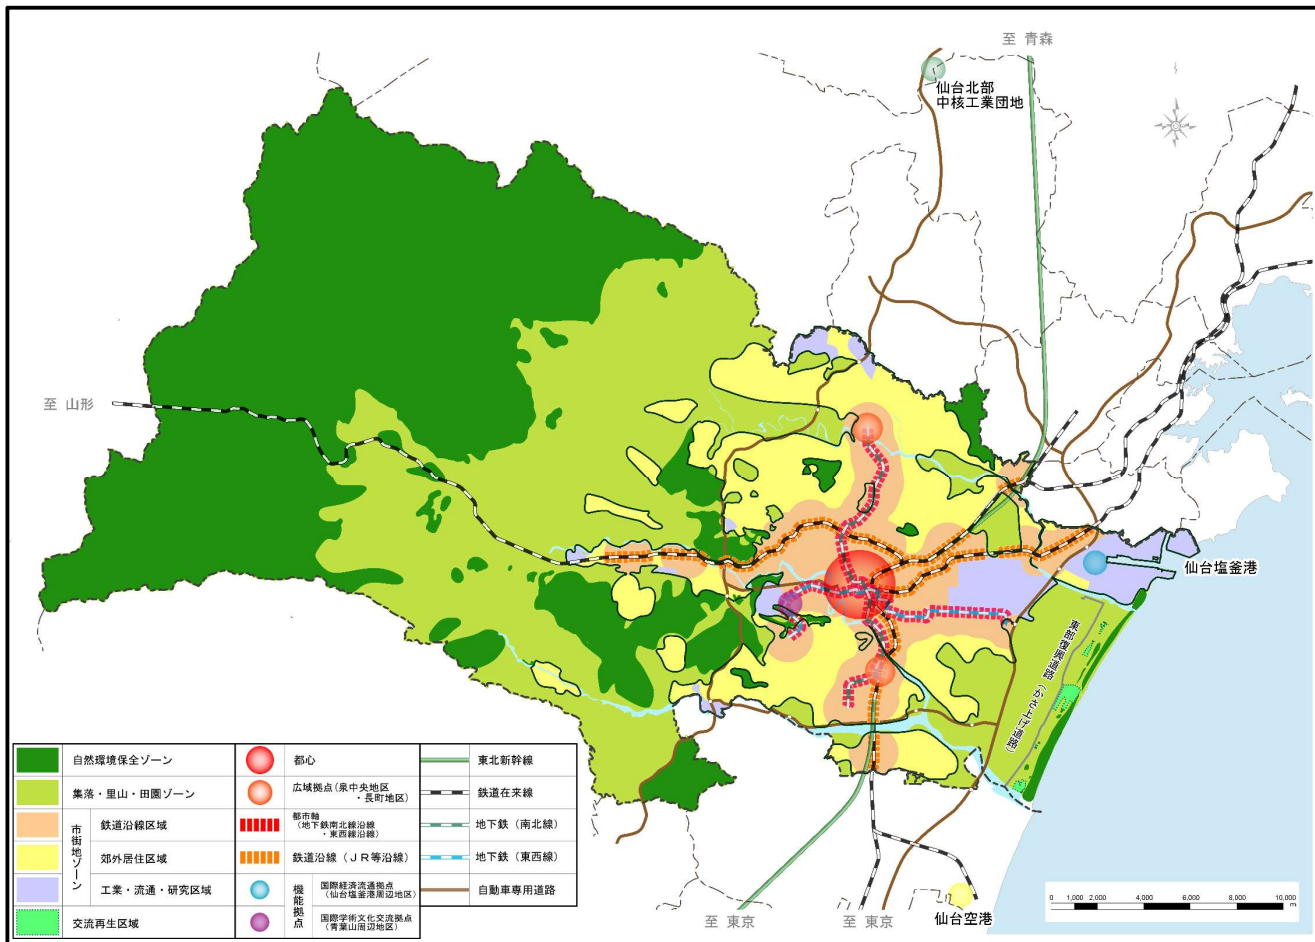 至 青森
仙台北部
中核工業団地
至 山形
仙台塩釜港
東部復興道路(かさ上げ道路)
自然環境保全ゾーン
集落・里山・田園ゾーン
市街地ゾーン
鉄道沿線区域
郊外居住区域
工業・流通・研究区域
交流再生区域
都心
広域拠点(泉中央地区
・長町地区)
都市軸
(地下鉄南北線沿線
・東西線沿線)
鉄道沿線(JR等沿線)
機能拠点
国際経済流通拠点
(仙台塩釜港周辺地区)
国際学術文化交流拠点
(青葉山周辺地区)
東北新幹線
鉄道在来線
地下鉄(南北線)
地下鉄(東西線)
自動車専用道路
至 東京
至 東京
仙台空港
0 1,000 2,000 4,000 6,000 8,000 10,000
m